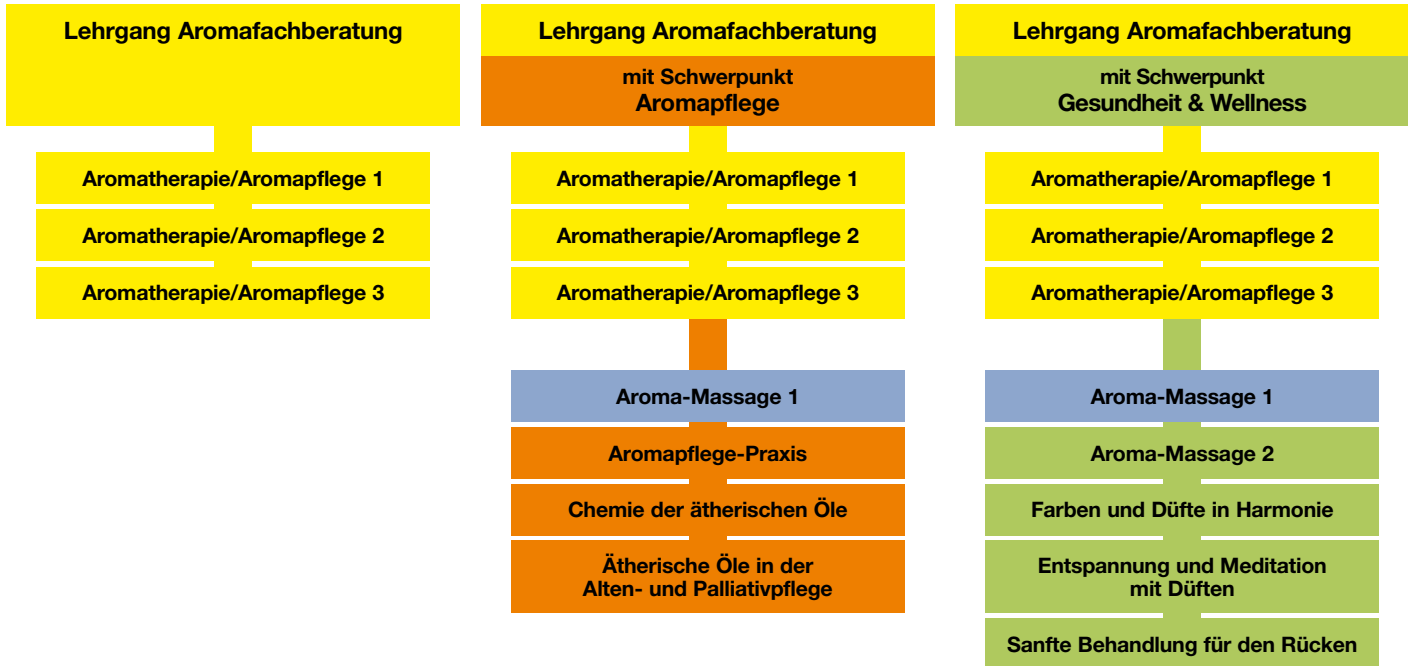 Lehrgang Aromafachberatung
Aromatherapie/Aromapflege 1
Aromatherapie/Aromapflege 2
Aromatherapie/Aromapflege 3
Lehrgang Aromafachberatung
mit Schwerpunkt
Aromapflege
Aromatherapie/Aromapflege 1
Aromatherapie/Aromapflege 2
Aromatherapie/Aromapflege 3
Aroma-Massage 1
Aromapflege-Praxis
Chemie der ätherischen Öle
Ätherische Öle in der
Alten- und Palliativpflege
Lehrgang Aromafachberatung
mit Schwerpunkt
Gesundheit & Wellness
Aromatherapie/Aromapflege 1
Aromatherapie/Aromapflege 2
Aromatherapie/Aromapflege 3
Aroma-Massage 1
Aroma-Massage 2
Farben und Düfte in Harmonie
Entspannung und Meditation
mit Düften
Sanfte Behandlung für den Rücken